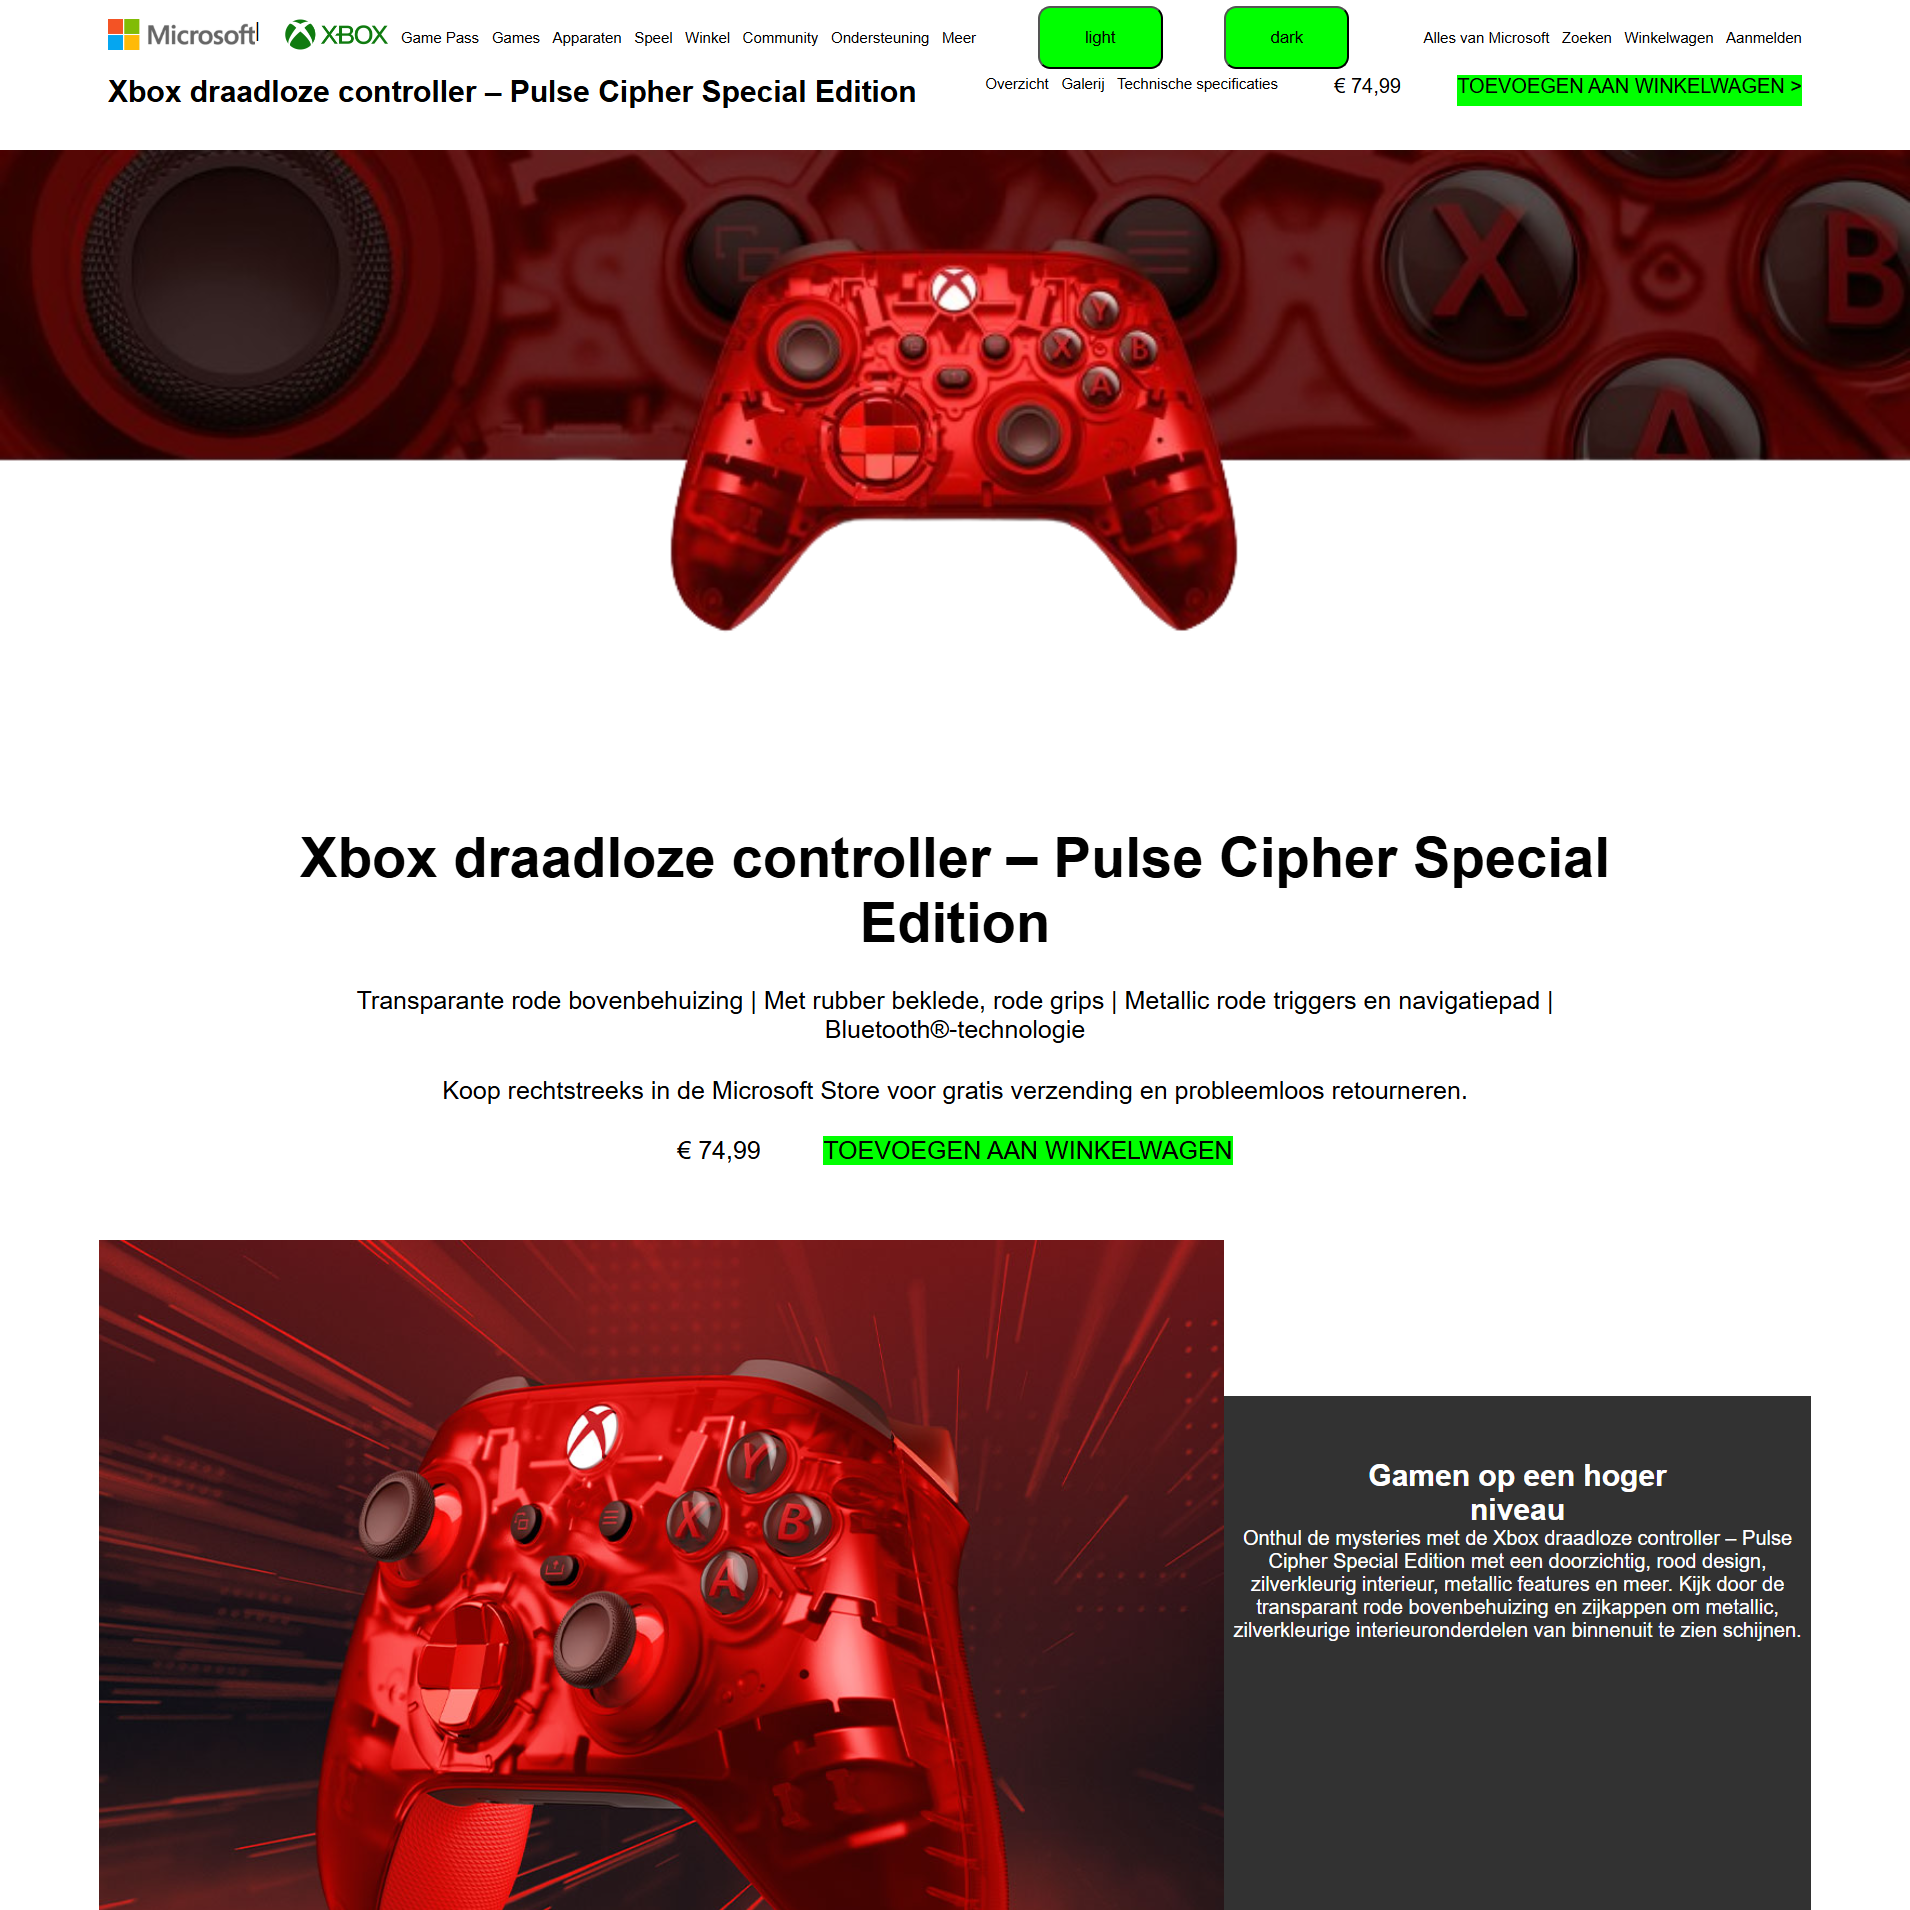 Microsoft XBOX Game Pass Games Apparaten Speel Winkel Community Ondersteuning Meer light dark Alles van Microsoft Zoeken Winkelwagen Aanmelden
Xbox draadloze controller – Pulse Cipher Special Edition Overzicht Galerij Technische specificaties € 74,99 TOEVOEGEN AAN WINKELWAGEN >
X
B
A
Y
X
B
A
Xbox draadloze controller – Pulse Cipher Special
Edition
Transparante rode bovenbehuizing | Met rubber beklede, rode grips | Metallic rode triggers en navigatiepad |
Bluetooth®-technologie
Koop rechtstreeks in de Microsoft Store voor gratis verzending en probleemloos retourneren.
€ 74,99 TOEVOEGEN AAN WINKELWAGEN
Y
X
B
A
Gamen op een hoger
niveau
Onthul de mysteries met de Xbox draadloze controller – Pulse
Cipher Special Edition met een doorzichtig, rood design,
zilverkleurig interieur, metallic features en meer. Kijk door de
transparant rode bovenbehuizing en zijkappen om metallic,
zilverkleurige interieuronderdelen van binnenuit te zien schijnen.